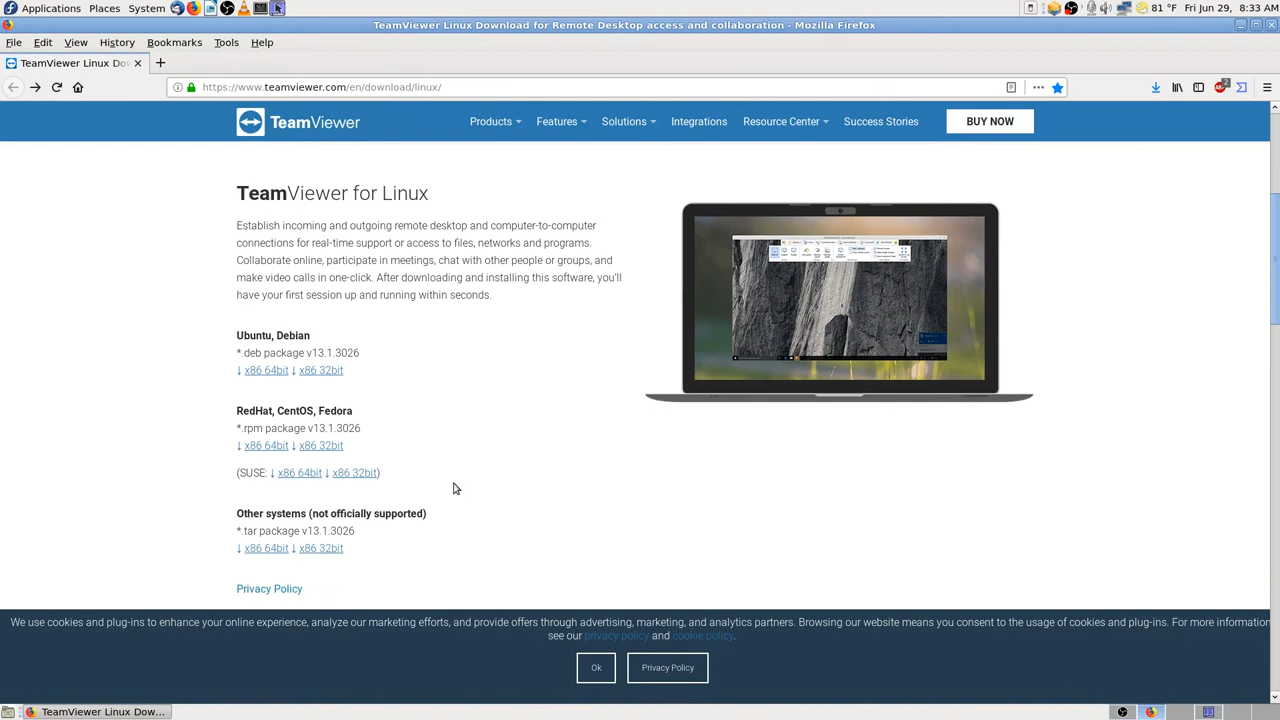 Applications Places System 81 °F Fri Jun 29, 8:33 AM
TeamViewer Linux Download for Remote Desktop access and collaboration - Mozilla Firefox
File Edit View History Bookmarks Tools Help
TeamViewer Linux Do
https://www.teamviewer.com/en/download/linux/
2
TeamViewer Products Features Solutions Integrations Resource Center Success Stories BUY NOW
TeamViewer for Linux
Establish incoming and outgoing remote desktop and computer-to-computer
connections for real-time support or access to files, networks and programs.
Collaborate online, participate in meetings, chat with other people or groups, and
make video calls in one-click. After downloading and installing this software, you'll
have your first session up and running within seconds.
Ubuntu, Debian
*.deb package v13.1.3026
↓ x86 64bit ↓ x86 32bit
RedHat, CentOS, Fedora
*.rpm package v13.1.3026
↓ x86 64bit ↓ x86 32bit
(SUSE: ↓ x86 64bit ↓ x86 32bit)
Other systems (not officially supported)
*.tar package v13.1.3026
↓ x86 64bit ↓ x86 32bit
Privacy Policy
We use cookies and plug-ins to enhance your online experience, analyze our marketing efforts, and provide offers through advertising, marketing, and analytics partners. Browsing our website means you consent to the usage of cookies and plug-ins. For more information
see our privacy policy and cookie policy.
Ok Privacy Policy
TeamViewer Linux Dow...